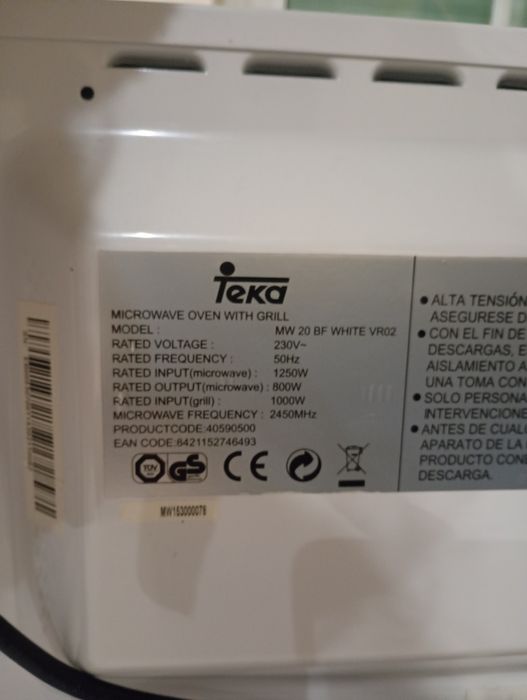 Teka
MICROWAVE OVEN WITH GRILL
MODEL : MW 20 BF WHITE VR02
RATED VOLTAGE : 230V~
RATED FREQUENCY : 50Hz
RATED INPUT(microwave) : 1250W
RATED OUTPUT(microwave) : 800W
RATED INPUT(grill) : 1000W
MICROWAVE FREQUENCY : 2450MHz
PRODUCTCODE:40590500
EAN CODE:8421152746493
TÜV GS CE
MW153000078
● ALTA TENSIÓN
ASEGURESE D
● CON EL FIN DE
DESCARGAS, E
AISLAMIENTO A
UNA TOMA CON
● SOLO PERSONA
INTERVENCIONE
● ANTES DE CUAL
APARATO DE LA
PRODUCTO CON
DESCARGA.